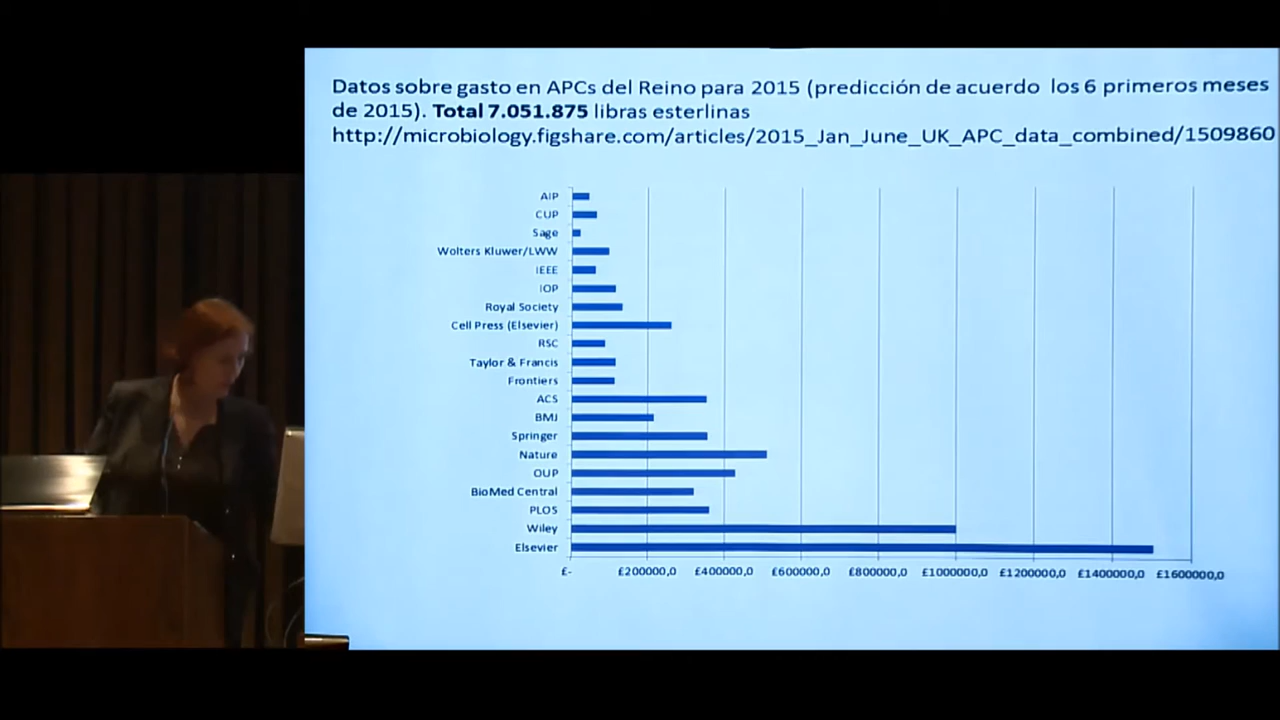 Datos sobre gasto en APCs del Reino para 2015 (predicción de acuerdo los 6 primeros meses
de 2015). Total 7.051.875 libras esterlinas
http://microbiology.figshare.com/articles/2015_Jan_June_UK_APC_data_combined/1509860
AIP
CUP
Sage
Wolters Kluwer/LWW
IEEE
IOP
Royal Society
Cell Press (Elsevier)
RSC
Taylor & Francis
Frontiers
ACS
BMJ
Springer
Nature
OUP
BioMed Central
PLOS
Wiley
Elsevier
£- £200000,0 £400000,0 £600000,0 £800000,0 £1000000,0 £1200000,0 £1400000,0 £1600000,0